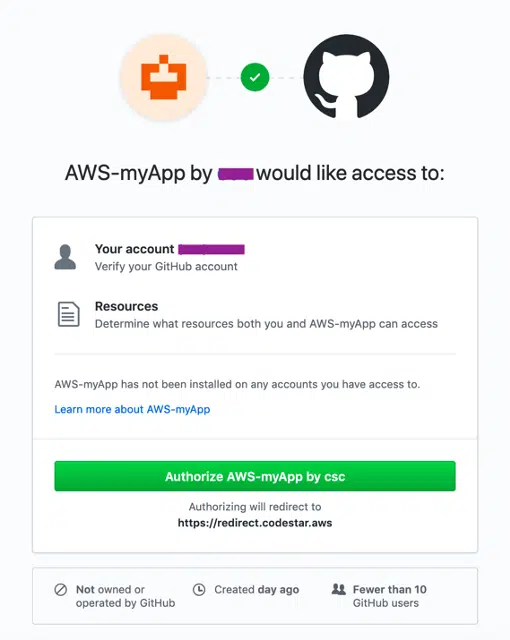 AWS-myApp by would like access to:
Your account
Verify your GitHub account
Resources
Determine what resources both you and AWS-myApp can access
AWS-myApp has not been installed on any accounts you have access to.
Learn more about AWS-myApp
Authorize AWS-myApp by csc
Authorizing will redirect to
https://redirect.codestar.aws
Not owned or
operated by GitHub
Created day ago
Fewer than 10
GitHub users